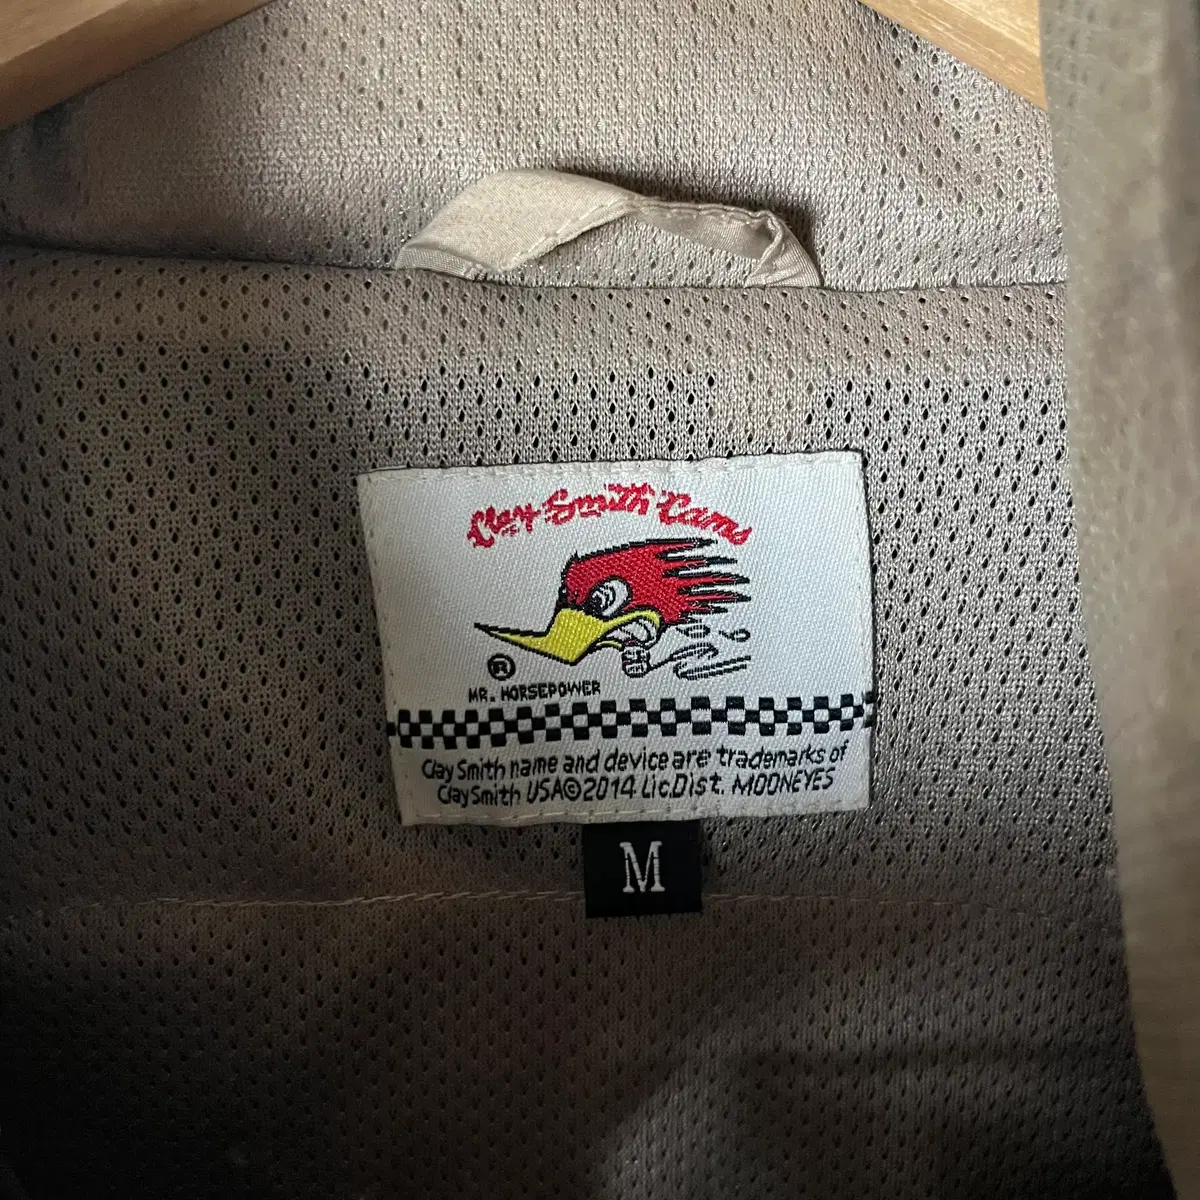 Clay Smith Cams
®
MR. HORSEPOWER
Clay Smith name and device are trademarks of
Clay Smith USA©2014 Lic.Dist. MOONEYES
M